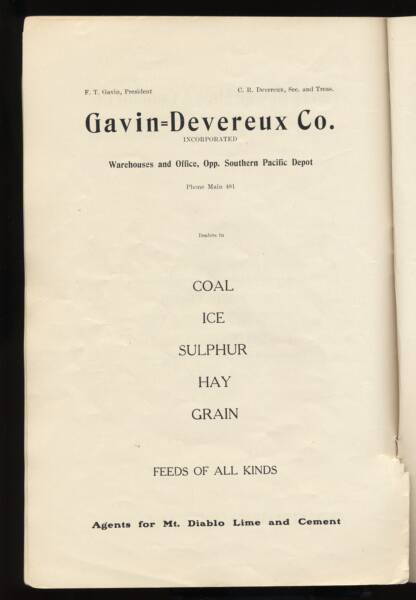 F. T. Gavin, President
C. R. Devereux, Sec. and Treas.
Gavin=Devereux Co.
INCORPORATED
Warehouses and Office, Opp. Southern Pacific Depot
Phone Main 481
Dealers in
COAL
ICE
SULPHUR
HAY
GRAIN
FEEDS OF ALL KINDS
Agents for Mt. Diablo Lime and Cement